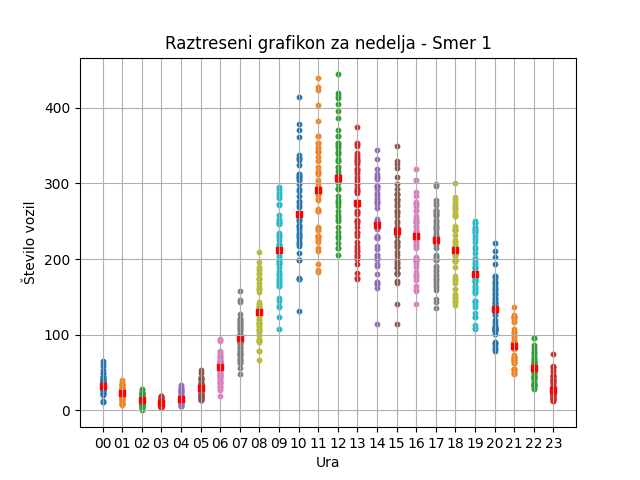 Raztreseni grafikon za nedelja - Smer 1
Število vozil
400
300
200
100
0
00 01 02 03 04 05 06 07 08 09 10 11 12 13 14 15 16 17 18 19 20 21 22 23
Ura